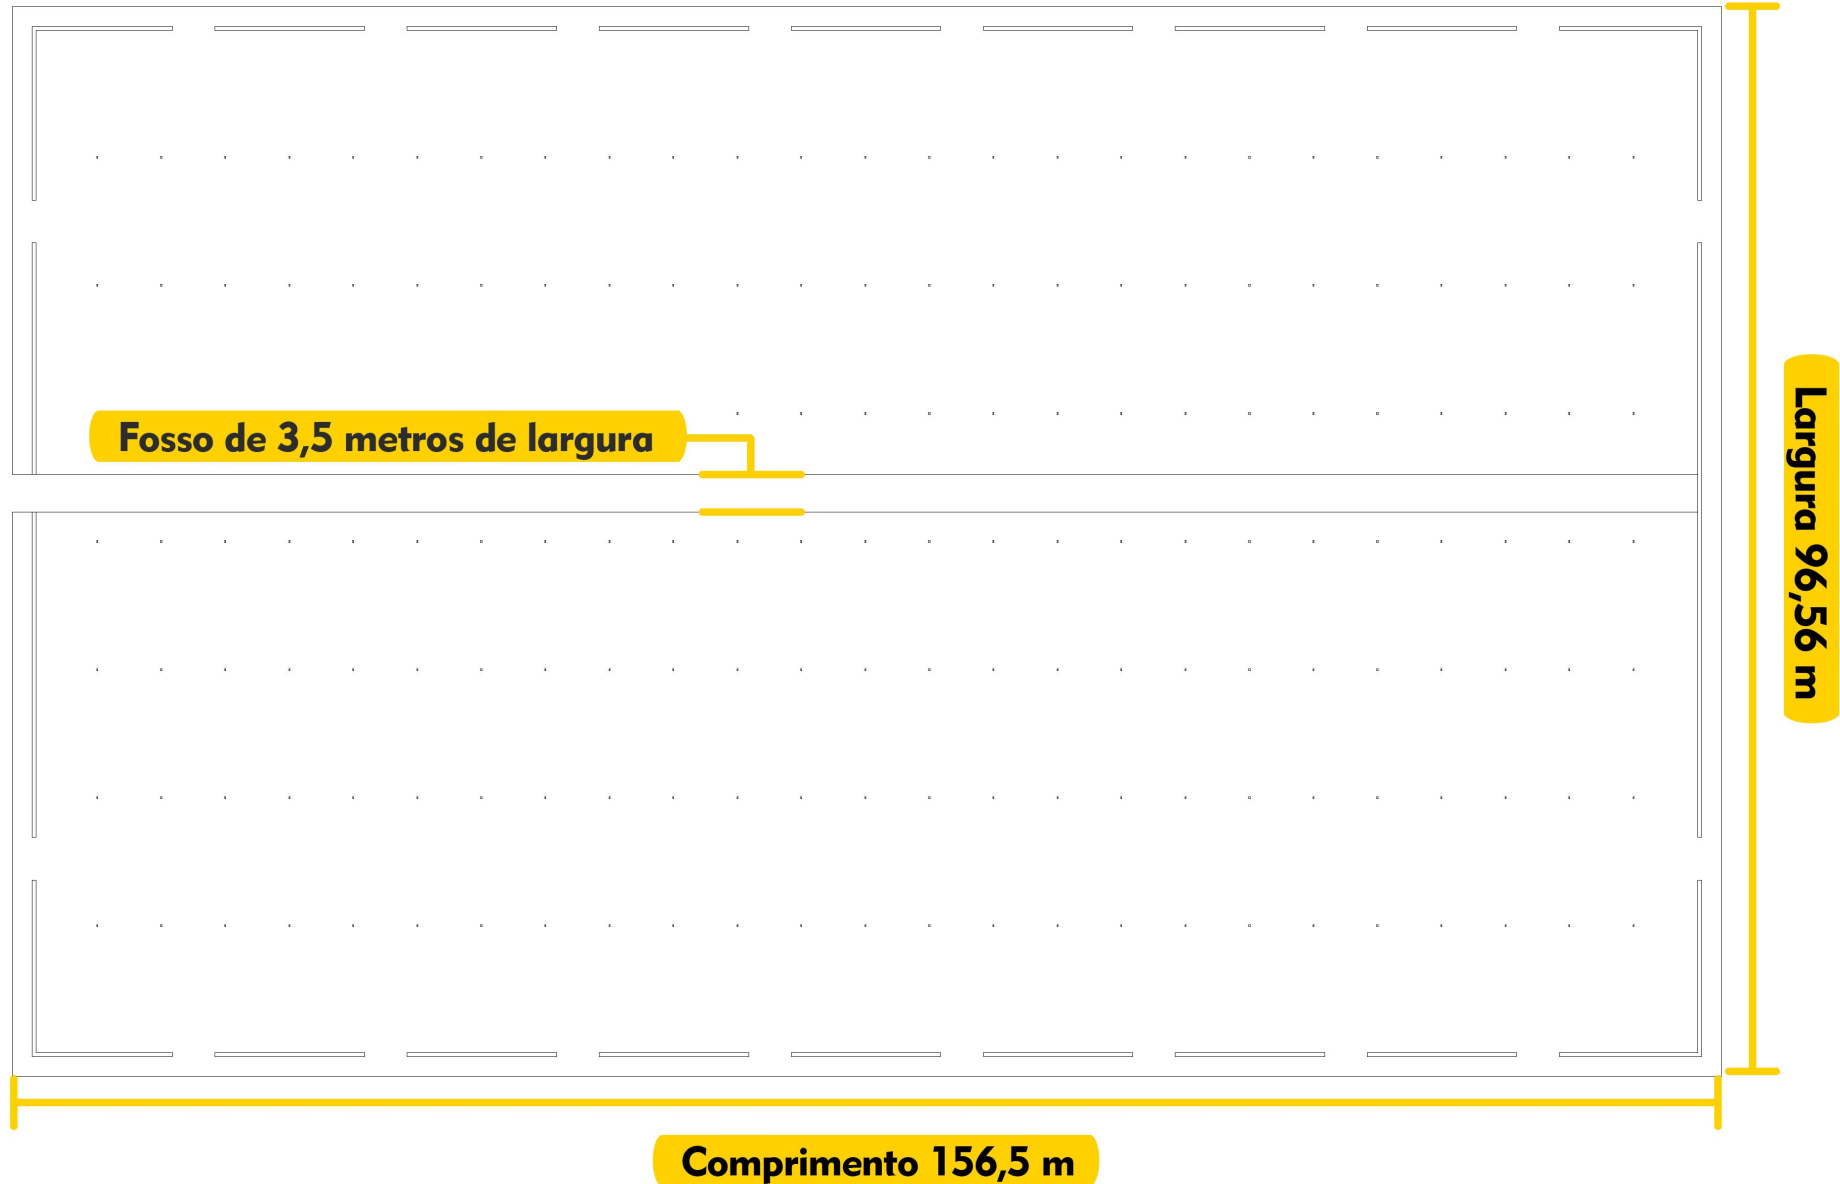 Fosso de 3,5 metros de largura
Largura 96,56 m
Comprimento 156,5 m